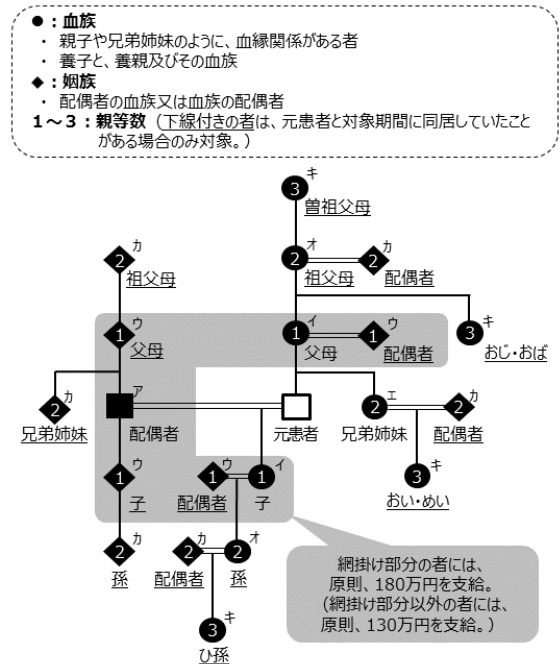 ●：血族
・ 親子や兄弟姉妹のように、血縁関係がある者
・ 養子と、養親及びその血族
◆：姻族
・ 配偶者の血族又は血族の配偶者
１～３：親等数（下線付きの者は、元患者と対象期間に同居していたこと
がある場合のみ対象。）
3 キ
曽祖父母
2 カ
祖父母
2 オ
祖父母
2 カ
配偶者
1 ウ
父母
1 イ
父母
1 ウ
配偶者
3 キ
おじ・おば
2 カ
兄弟姉妹
ア
配偶者
元患者
2 エ
兄弟姉妹
2 カ
配偶者
1 ウ
子
1 ウ
配偶者
1 イ
子
3 キ
おい・めい
2 カ
孫
2 カ
配偶者
2 オ
孫
3 キ
ひ孫
網掛け部分の者には、
原則、180万円を支給。
（網掛け部分以外の者には、
原則、130万円を支給。）